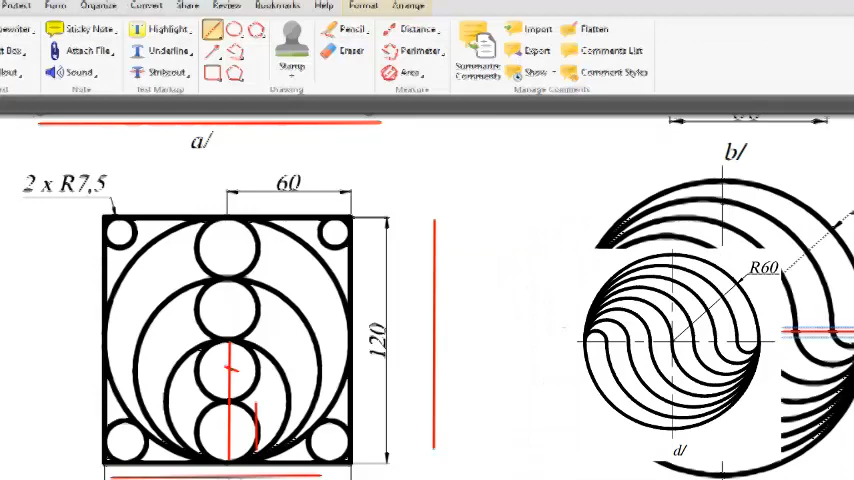 Protect Form Organize Convert Share Review Bookmarks Help Format Arrange
Sticky Note Highlight Pencil Distance Import Flatten
Attach File Underline Eraser Perimeter Export Comments List
Sound Strikeout Stamp Area Summarize Comments Show Comment Styles
Note Text Markup Drawing Measure Manage Comments
a/
b/
2 x R7,5
60
R60
120
d/